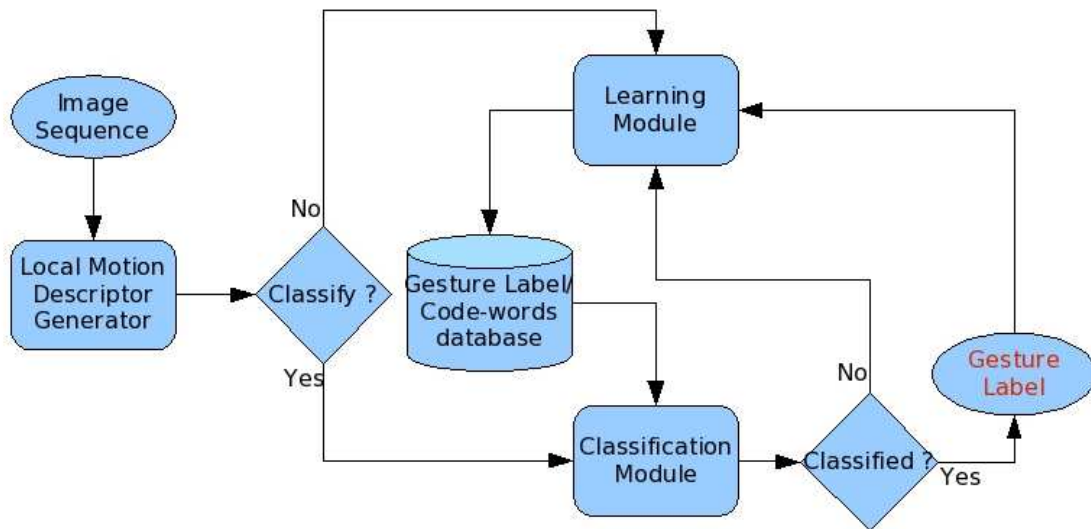 Image
Sequence
Local Motion
Descriptor
Generator
Classify ?
No
Yes
Learning
Module
Gesture Label/
Code-words
database
Classification
Module
Classified ?
No
Yes
Gesture
Label